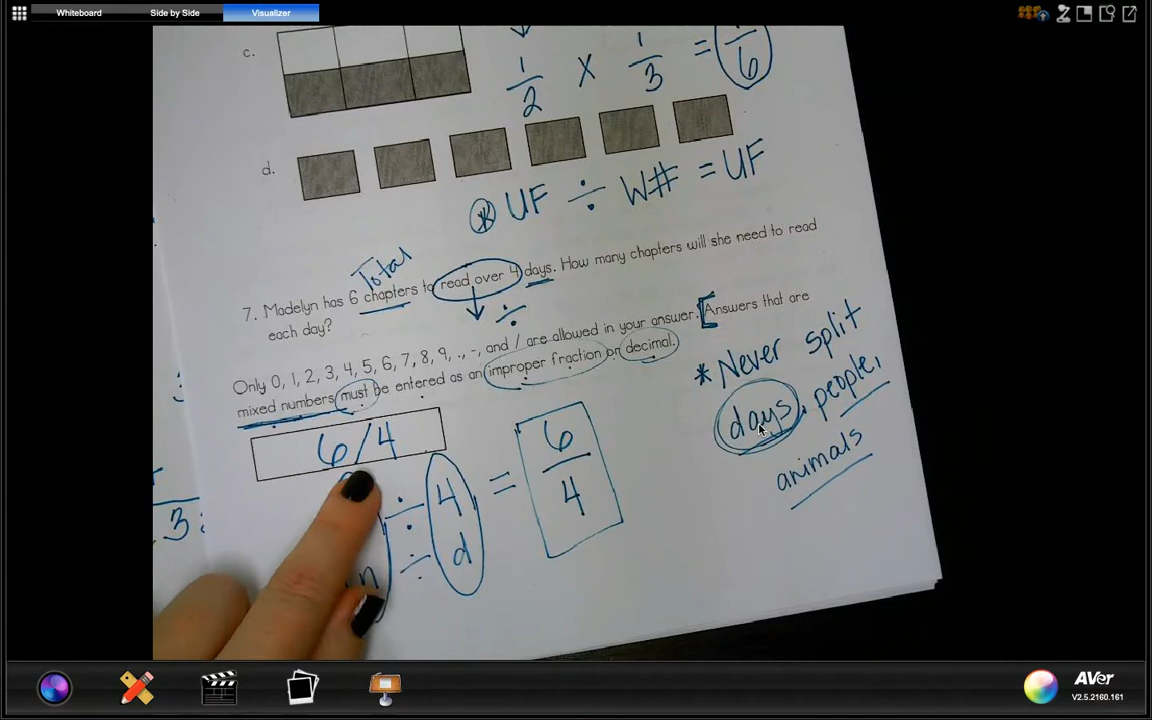 Whiteboard Side by Side Visualizer
c.
1/2 X 1/3 = 1/6
d.
* UF ÷ W# = UF
Total
7. Madelyn has 6 chapters to read over 4 days. How many chapters will she need to read
each day?
÷
Only 0, 1, 2, 3, 4, 5, 6, 7, 8, 9, ., -, and / are allowed in your answer. [Answers that are
mixed numbers must be entered as an improper fraction or decimal.
6/4
÷ 4 = 6/4
n ÷ d
* Never split
days, people,
animals
3
AVer
V2.5.2160.161